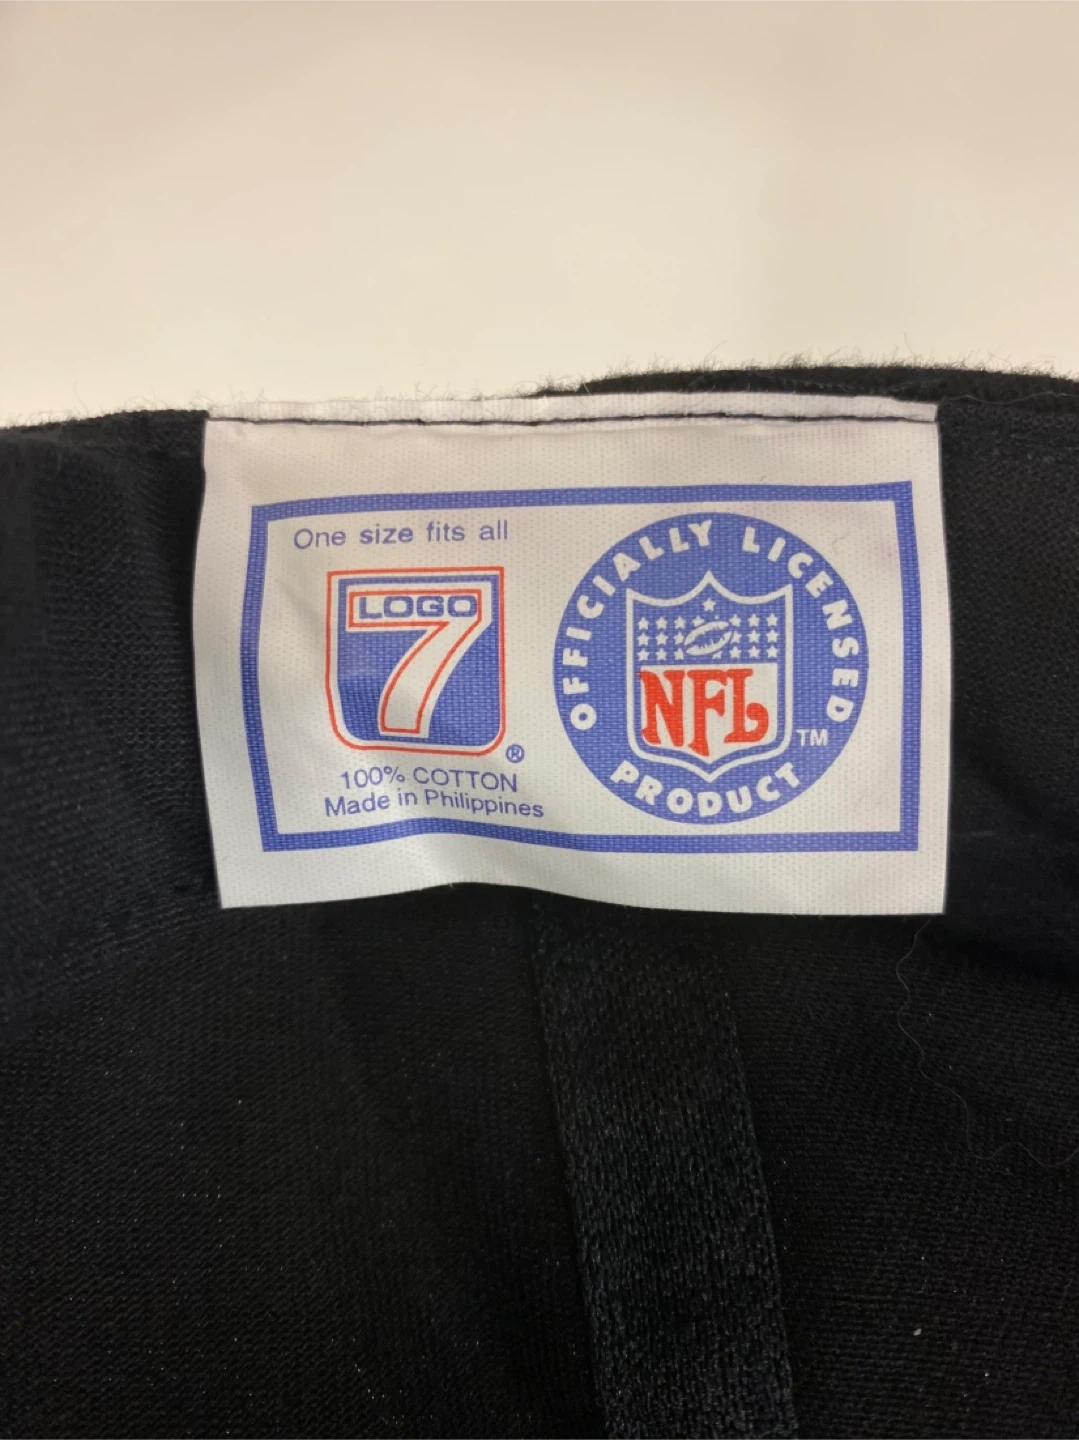 One size fits all
LOGO
7
®
100% COTTON
Made in Philippines
OFFICIALLY LICENSED
NFL
TM
PRODUCT